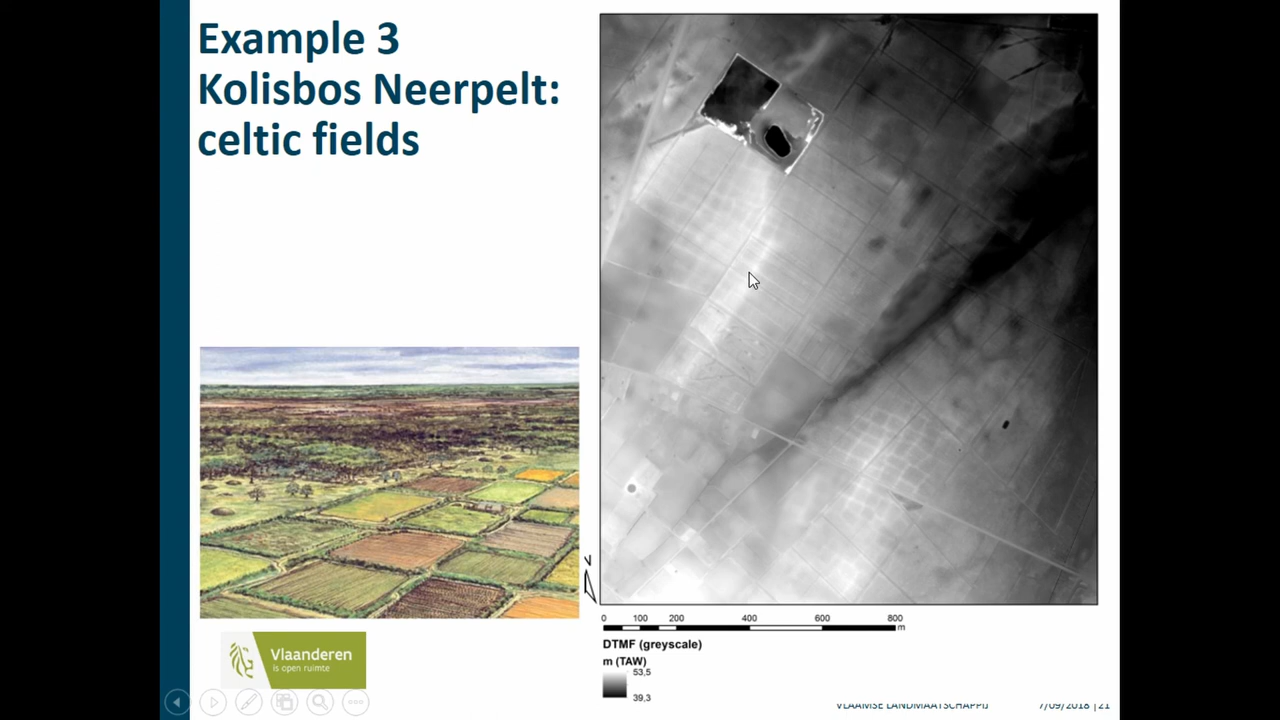 Example 3
Kolisbos Neerpelt:
celtic fields
N
0 100 200 400 600 800
m
DTMF (greyscale)
m (TAW)
53,5
39,3
Vlaanderen
is open ruimte
VLAAMSE LANDMAATSCHAPPIJ 7/09/2018 | 21